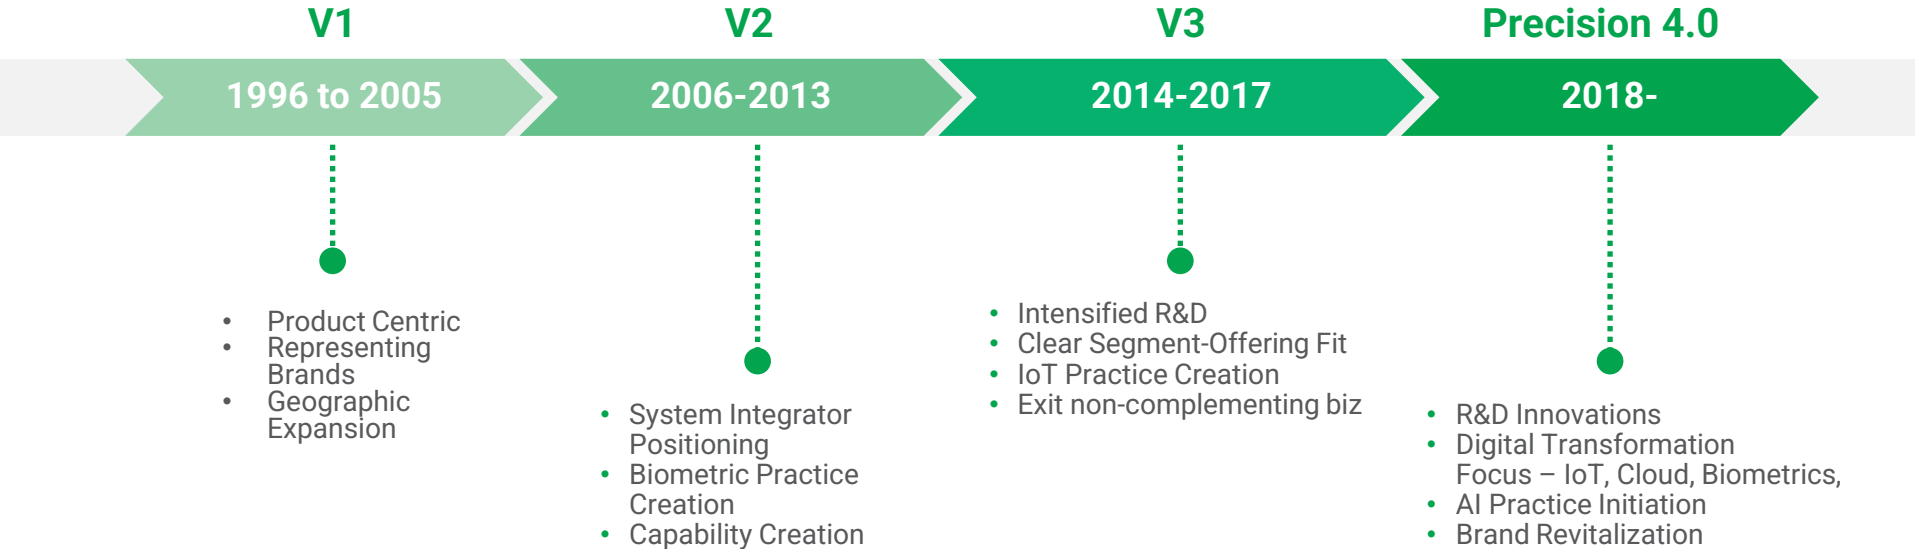 V1
V2
V3
Precision 4.0
1996 to 2005
2006-2013
2014-2017
2018-
• Product Centric
• Representing
Brands
• Geographic
Expansion
• System Integrator
Positioning
• Biometric Practice
Creation
• Capability Creation
• Intensified R&D
• Clear Segment-Offering Fit
• IoT Practice Creation
• Exit non-complementing biz
• R&D Innovations
• Digital Transformation
Focus – IoT, Cloud, Biometrics,
• AI Practice Initiation
• Brand Revitalization